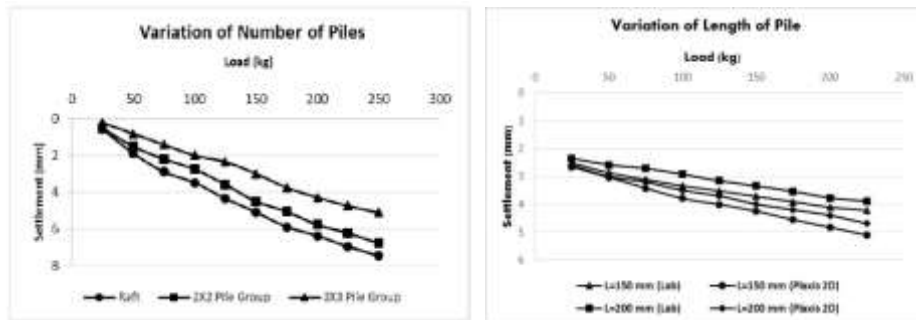 Variation of Number of Piles
Load (kg)
0 50 100 150 200 250 300
0
2
4
6
8
Settlement (mm)
Raft 2X2 Pile Group 3X3 Pile Group
Variation of Length of Pile
Load (kg)
0 50 100 150 200 250
Settlement (mm)
L=150 mm (Lab) L=150 mm (Plaxis 2D)
L=200 mm (Lab) L=200 mm (Plaxis 2D)